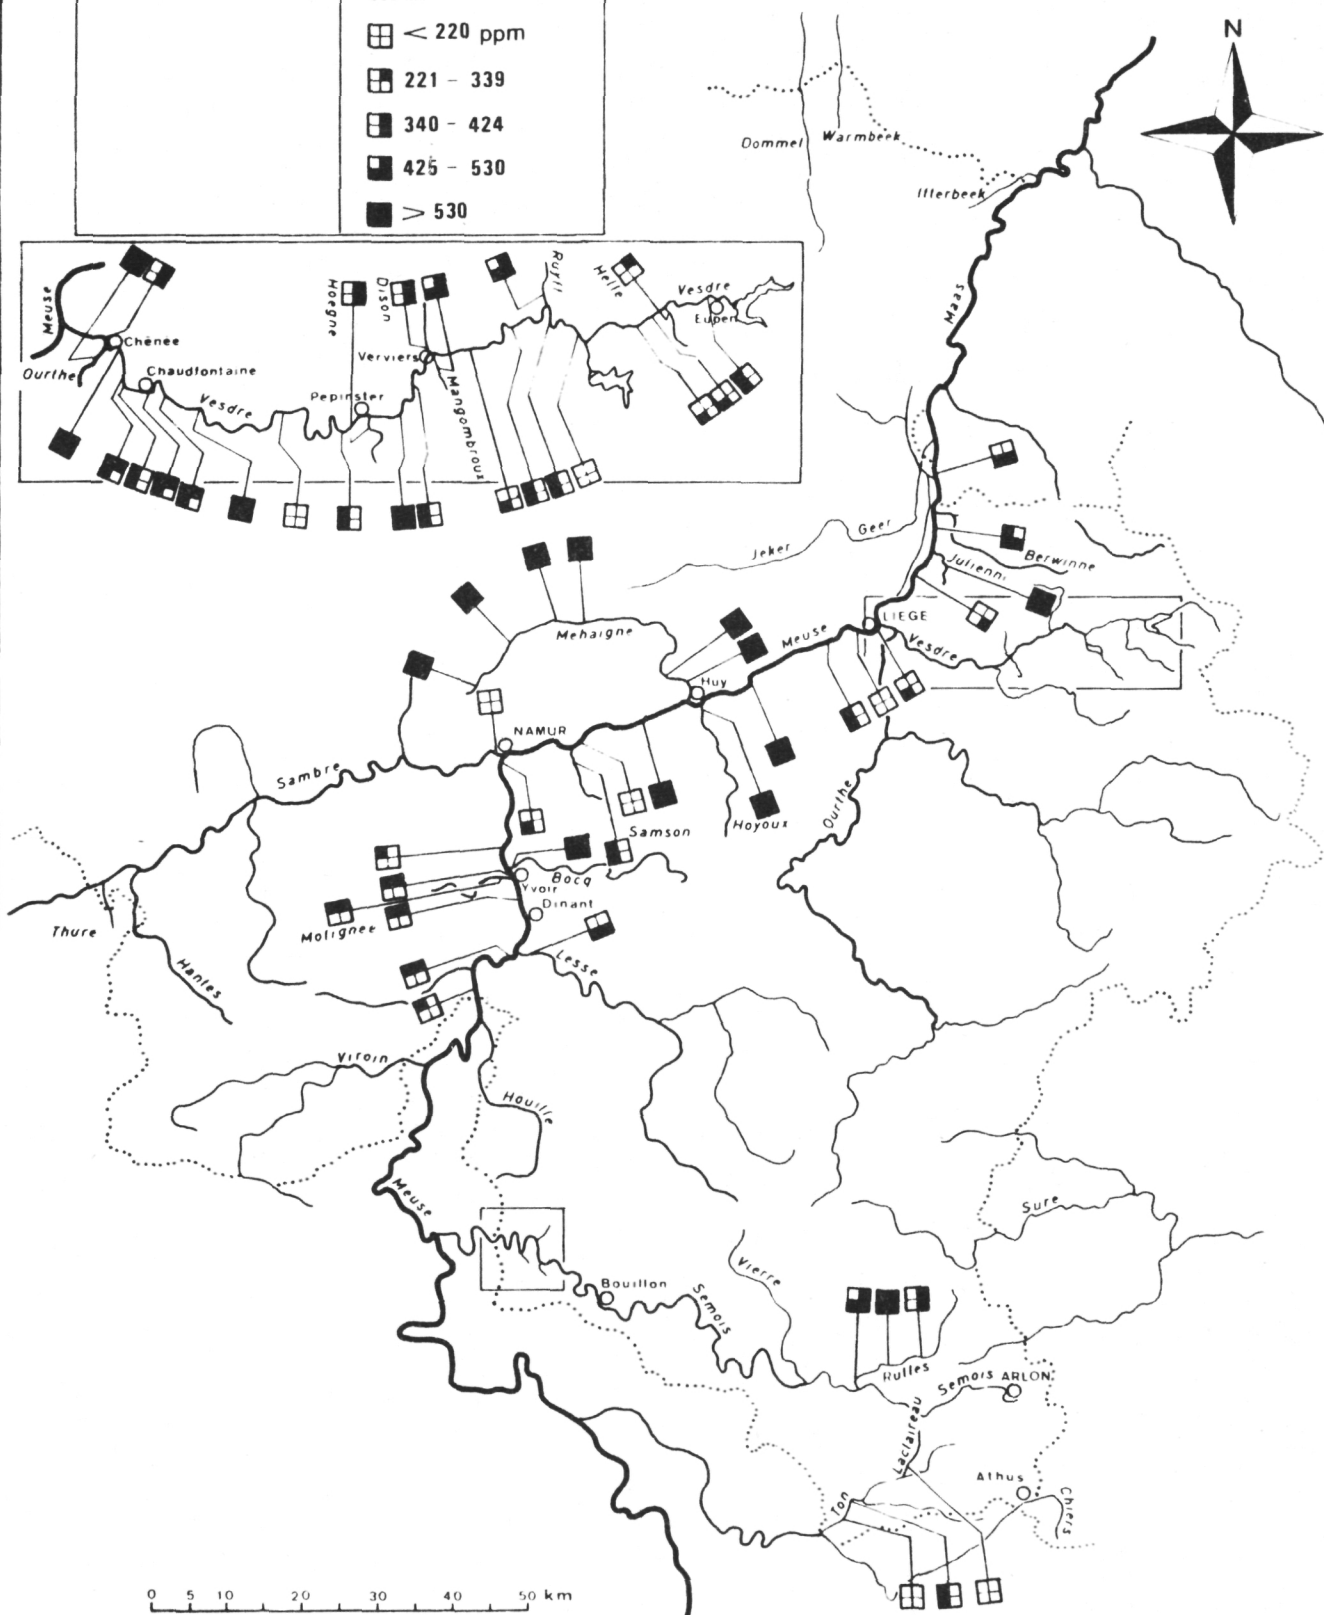 < 220 ppm
221 - 339
340 - 424
425 - 530
> 530
N
Dommel
Warmbeek
Itterbeek
Maas
Meuse
Ourthe
Chênée
Chaudfontaine
Vesdre
Hoegne
Pepinster
Dison
Verviers
Mangombroux
Ruyff
Helle
Vesdre
Eupen
Jeker
Geer
Berwinne
Julienn
LIEGE
Vesdre
Mehaigne
Meuse
Huy
NAMUR
Sambre
Samson
Hoyoux
Ourthe
Bocq
Yvoir
Dinant
Molignee
Thure
Hantes
Lesse
Viroin
Houille
Meuse
Sure
Bouillon
Semois
Vierre
Rulles
Semois
ARLON
Laclaireau
Athus
Ton
Chiers
0 5 10 20 30 40 50 km